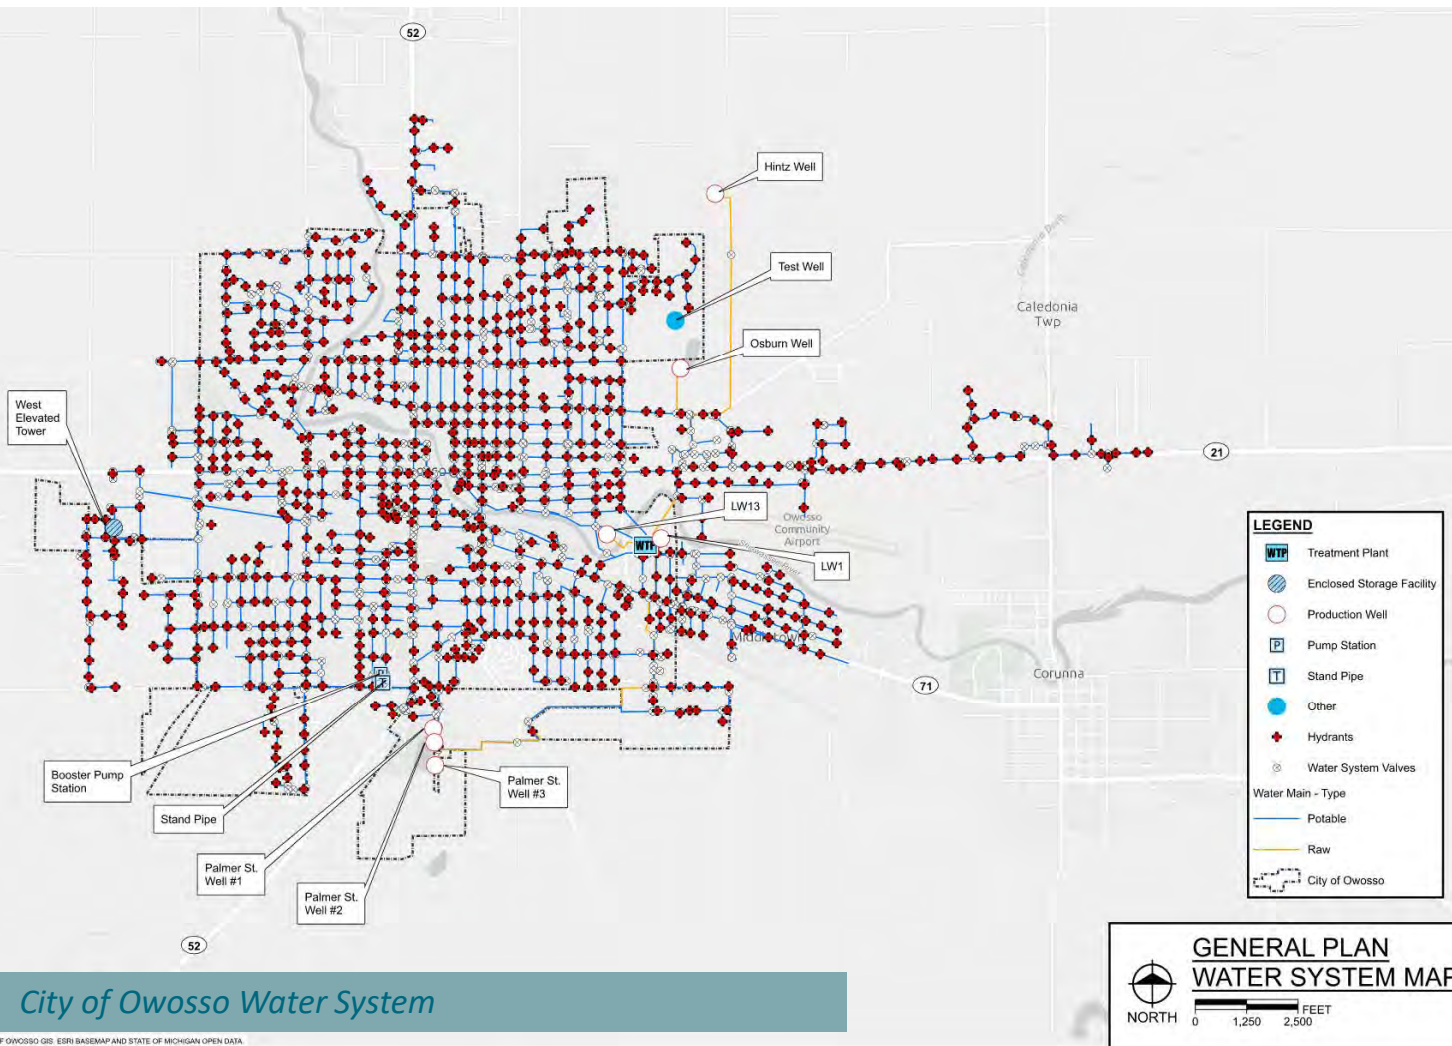 52
Hintz Well
Test Well
Osburn Well
Caledonia
Twp
West
Elevated
Tower
21
LW13
Owosso
Community
Airport
LW1
WTP
Corunna
71
P
T
Booster Pump
Station
Stand Pipe
Palmer St.
Well #3
Palmer St.
Well #1
Palmer St.
Well #2
52
LEGEND
WTP Treatment Plant
Enclosed Storage Facility
Production Well
P Pump Station
T Stand Pipe
Other
Hydrants
Water System Valves
Water Main - Type
Potable
Raw
City of Owosso
GENERAL PLAN
WATER SYSTEM MAP
NORTH
0 1,250 2,500 FEET
City of Owosso Water System
F OWOSSO GIS, ESRI BASEMAP AND STATE OF MICHIGAN OPEN DATA